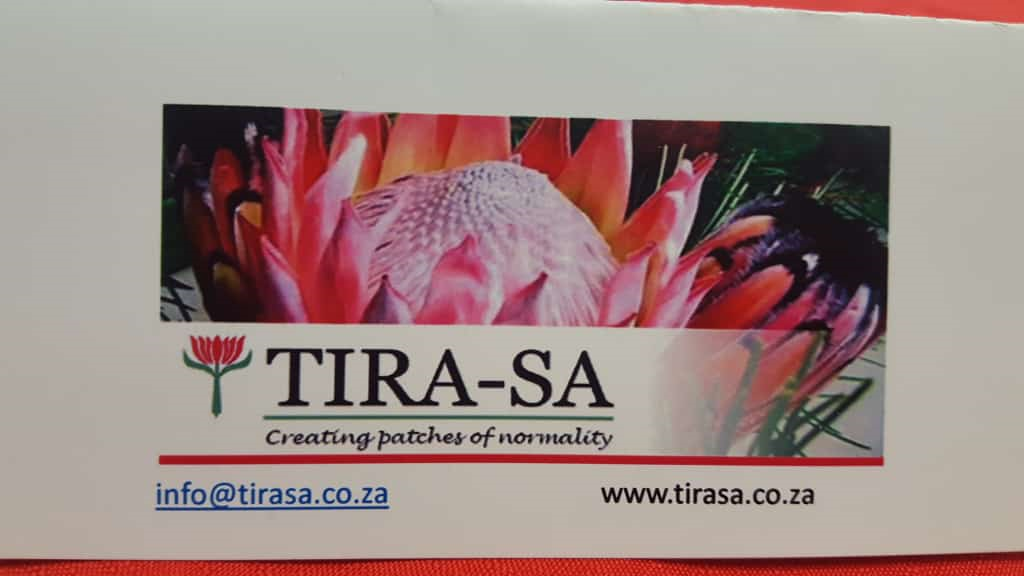 TIRA-SA
Creating patches of normality
info@tirasa.co.za
www.tirasa.co.za